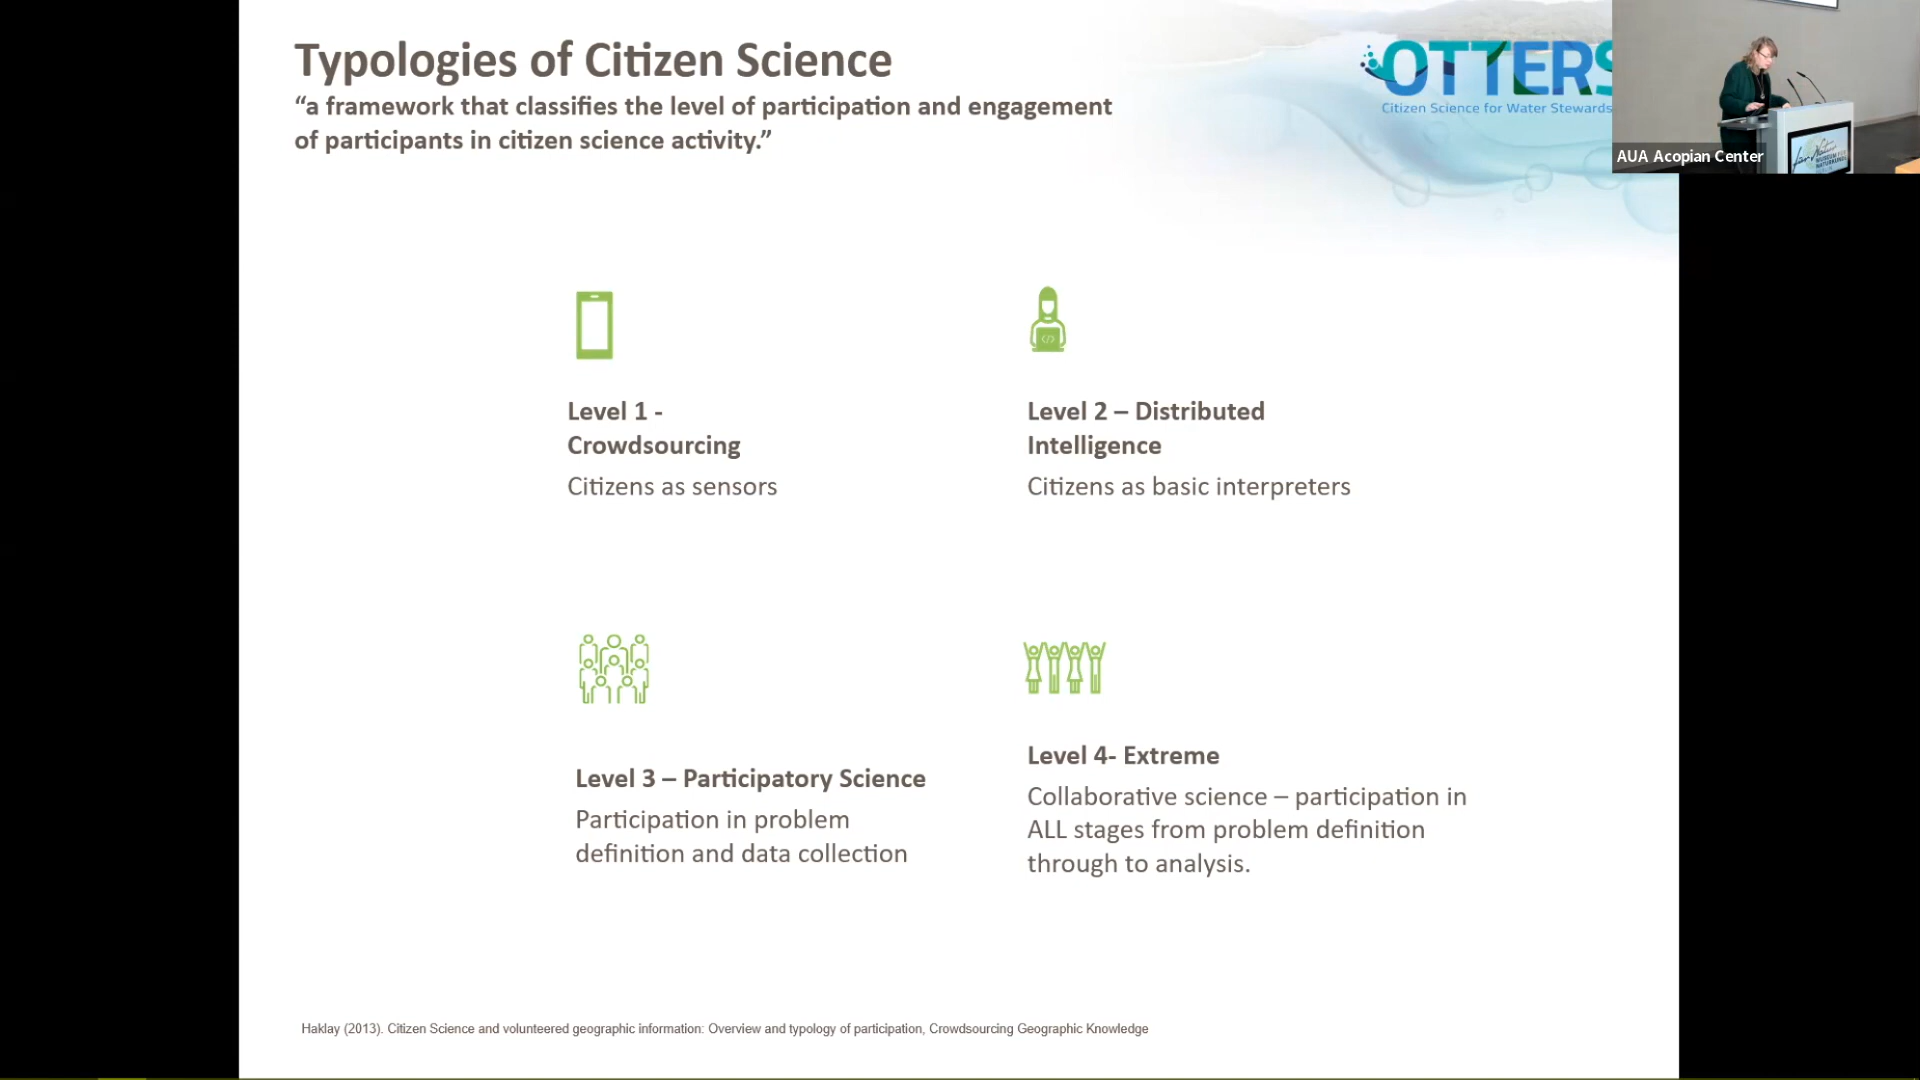 Typologies of Citizen Science
“a framework that classifies the level of participation and engagement
of participants in citizen science activity.”
OTTERS
Citizen Science for Water Stewards
AUA Acopian Center
Level 1 -
Crowdsourcing
Citizens as sensors
Level 2 – Distributed
Intelligence
Citizens as basic interpreters
Level 3 – Participatory Science
Participation in problem
definition and data collection
Level 4- Extreme
Collaborative science – participation in
ALL stages from problem definition
through to analysis.
Haklay (2013). Citizen Science and volunteered geographic information: Overview and typology of participation, Crowdsourcing Geographic Knowledge